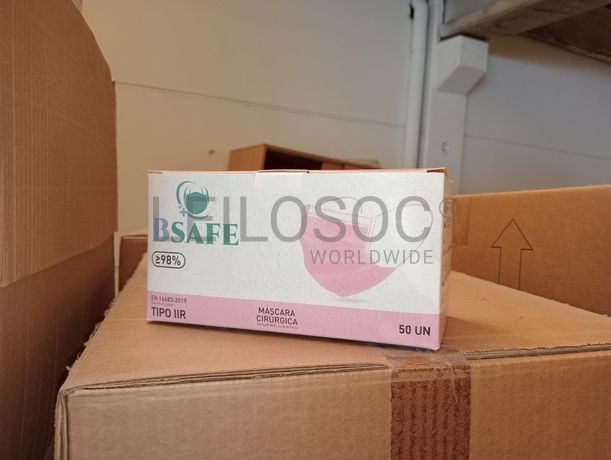 LEILOSOC®
WORLDWIDE
BSAFE
≥98%
EN 14683:2019
TIPO IIR
MÁSCARA
CIRÚRGICA
50 UN